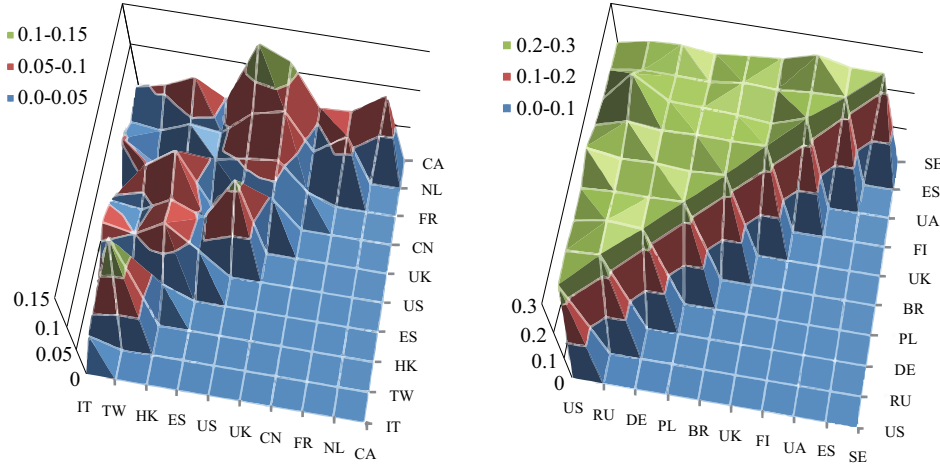 0.1-0.15
0.05-0.1
0.0-0.05
0.15
0.1
0.05
0
IT TW HK ES US UK CN FR NL CA
CA
NL
FR
CN
UK
US
ES
HK
TW
IT
0.2-0.3
0.1-0.2
0.0-0.1
0.3
0.2
0.1
0
US RU DE PL BR UK FI UA ES SE
SE
ES
UA
FI
UK
BR
PL
DE
RU
US